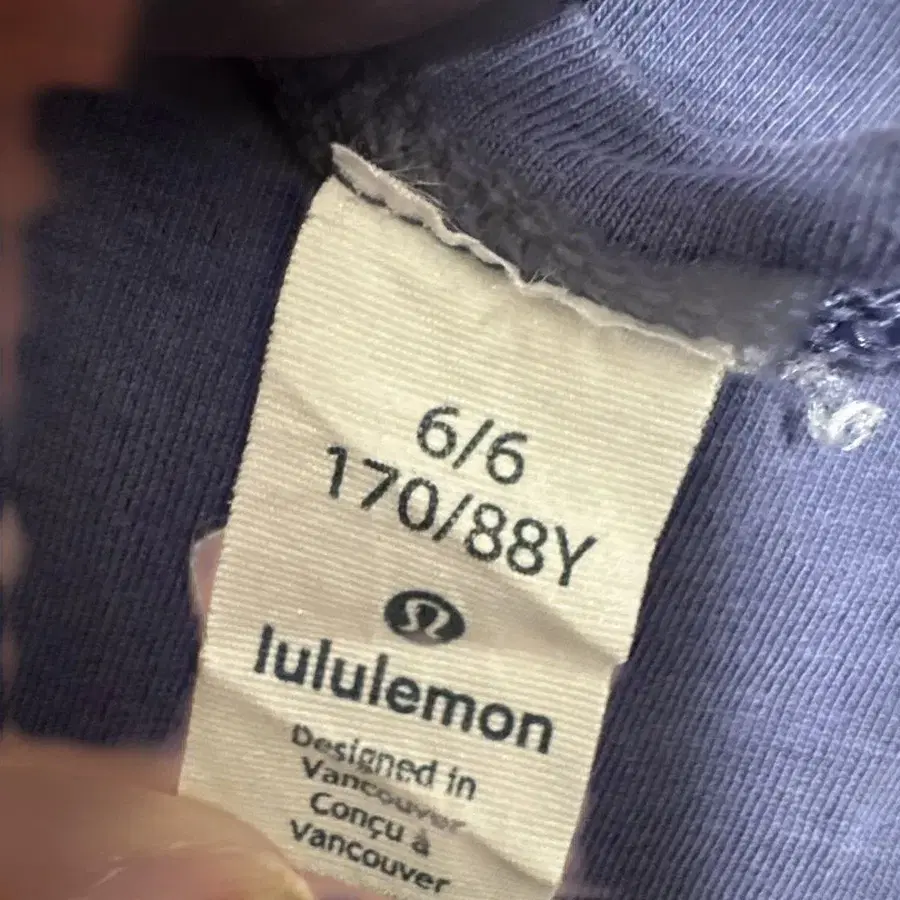 6/6
170/88Y
lululemon
Designed in
Vancouver
Conçu à
Vancouver